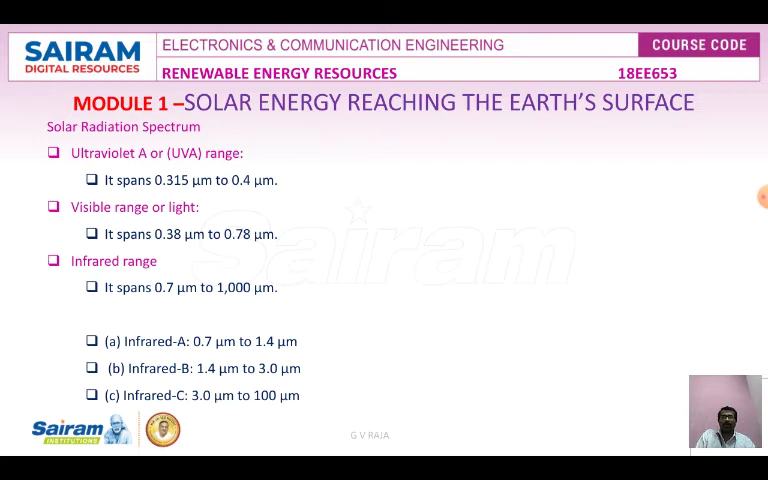 SAIRAM
DIGITAL RESOURCES
ELECTRONICS & COMMUNICATION ENGINEERING
COURSE CODE
RENEWABLE ENERGY RESOURCES
18EE653
MODULE 1 –SOLAR ENERGY REACHING THE EARTH'S SURFACE
Solar Radiation Spectrum
Ultraviolet A or (UVA) range:
It spans 0.315 μm to 0.4 μm.
Visible range or light:
It spans 0.38 μm to 0.78 μm.
Infrared range
It spans 0.7 μm to 1,000 μm.
(a) Infrared-A: 0.7 μm to 1.4 μm
(b) Infrared-B: 1.4 μm to 3.0 μm
(c) Infrared-C: 3.0 μm to 100 μm
Sairam
Sairam
INSTITUTIONS
G V RAJA